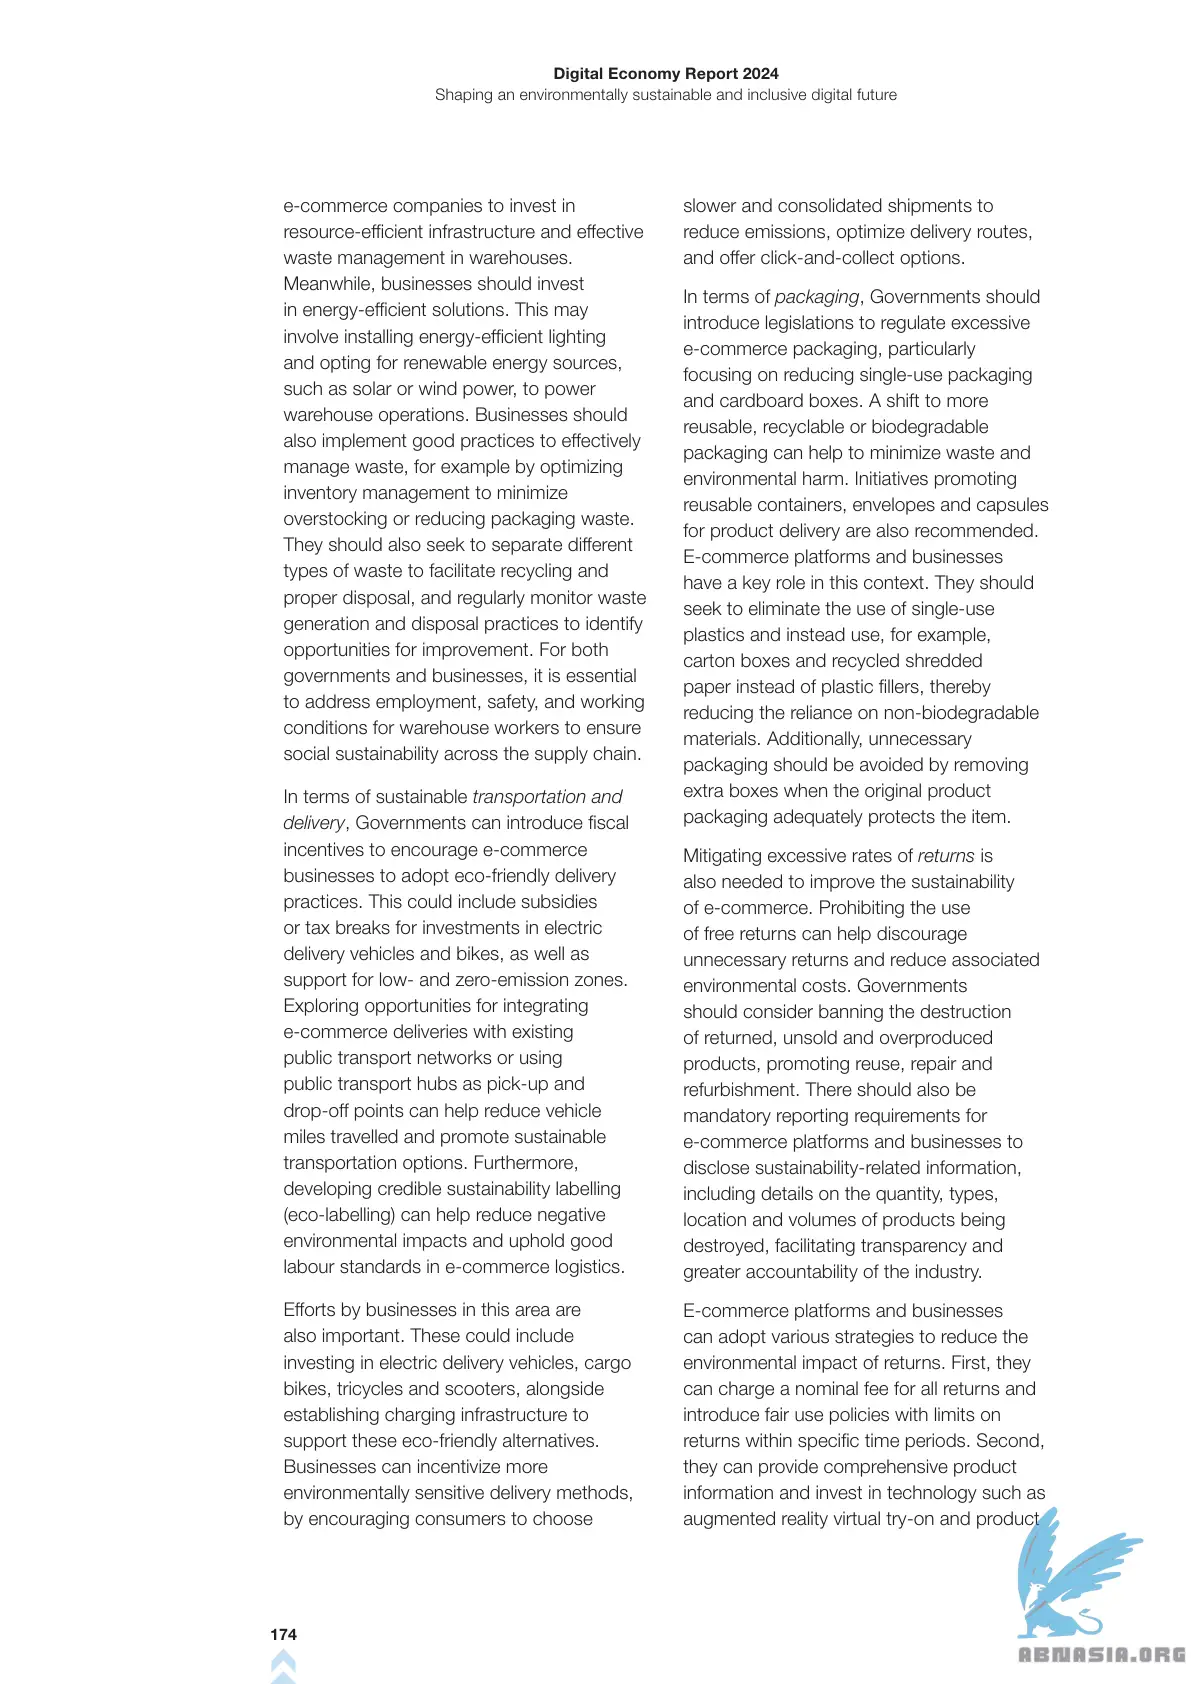 Digital Economy Report 2024
Shaping an environmentally sustainable and inclusive digital future
e-commerce companies to invest in
resource-efficient infrastructure and effective
waste management in warehouses.
Meanwhile, businesses should invest
in energy-efficient solutions. This may
involve installing energy-efficient lighting
and opting for renewable energy sources,
such as solar or wind power, to power
warehouse operations. Businesses should
also implement good practices to effectively
manage waste, for example by optimizing
inventory management to minimize
overstocking or reducing packaging waste.
They should also seek to separate different
types of waste to facilitate recycling and
proper disposal, and regularly monitor waste
generation and disposal practices to identify
opportunities for improvement. For both
governments and businesses, it is essential
to address employment, safety, and working
conditions for warehouse workers to ensure
social sustainability across the supply chain.
In terms of sustainable transportation and
delivery, Governments can introduce fiscal
incentives to encourage e-commerce
businesses to adopt eco-friendly delivery
practices. This could include subsidies
or tax breaks for investments in electric
delivery vehicles and bikes, as well as
support for low- and zero-emission zones.
Exploring opportunities for integrating
e-commerce deliveries with existing
public transport networks or using
public transport hubs as pick-up and
drop-off points can help reduce vehicle
miles travelled and promote sustainable
transportation options. Furthermore,
developing credible sustainability labelling
(eco-labelling) can help reduce negative
environmental impacts and uphold good
labour standards in e-commerce logistics.
Efforts by businesses in this area are
also important. These could include
investing in electric delivery vehicles, cargo
bikes, tricycles and scooters, alongside
establishing charging infrastructure to
support these eco-friendly alternatives.
Businesses can incentivize more
environmentally sensitive delivery methods,
by encouraging consumers to choose
slower and consolidated shipments to
reduce emissions, optimize delivery routes,
and offer click-and-collect options.
In terms of packaging, Governments should
introduce legislations to regulate excessive
e-commerce packaging, particularly
focusing on reducing single-use packaging
and cardboard boxes. A shift to more
reusable, recyclable or biodegradable
packaging can help to minimize waste and
environmental harm. Initiatives promoting
reusable containers, envelopes and capsules
for product delivery are also recommended.
E-commerce platforms and businesses
have a key role in this context. They should
seek to eliminate the use of single-use
plastics and instead use, for example,
carton boxes and recycled shredded
paper instead of plastic fillers, thereby
reducing the reliance on non-biodegradable
materials. Additionally, unnecessary
packaging should be avoided by removing
extra boxes when the original product
packaging adequately protects the item.
Mitigating excessive rates of returns is
also needed to improve the sustainability
of e-commerce. Prohibiting the use
of free returns can help discourage
unnecessary returns and reduce associated
environmental costs. Governments
should consider banning the destruction
of returned, unsold and overproduced
products, promoting reuse, repair and
refurbishment. There should also be
mandatory reporting requirements for
e-commerce platforms and businesses to
disclose sustainability-related information,
including details on the quantity, types,
location and volumes of products being
destroyed, facilitating transparency and
greater accountability of the industry.
E-commerce platforms and businesses
can adopt various strategies to reduce the
environmental impact of returns. First, they
can charge a nominal fee for all returns and
introduce fair use policies with limits on
returns within specific time periods. Second,
they can provide comprehensive product
information and invest in technology such as
augmented reality virtual try-on and product
174
ABNASIA.ORG